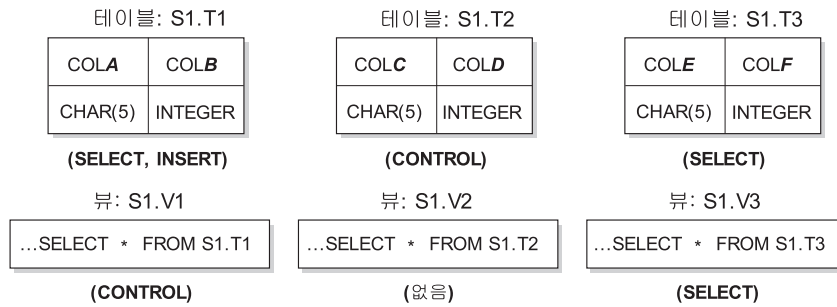 테이블: S1.T1 테이블: S1.T2 테이블: S1.T3
COLA COLB COLC COLD COLE COLF
CHAR(5) INTEGER CHAR(5) INTEGER CHAR(5) INTEGER
(SELECT, INSERT) (CONTROL) (SELECT)
뷰: S1.V1 뷰: S1.V2 뷰: S1.V3
...SELECT * FROM S1.T1 ...SELECT * FROM S1.T2 ...SELECT * FROM S1.T3
(CONTROL) (없음) (SELECT)